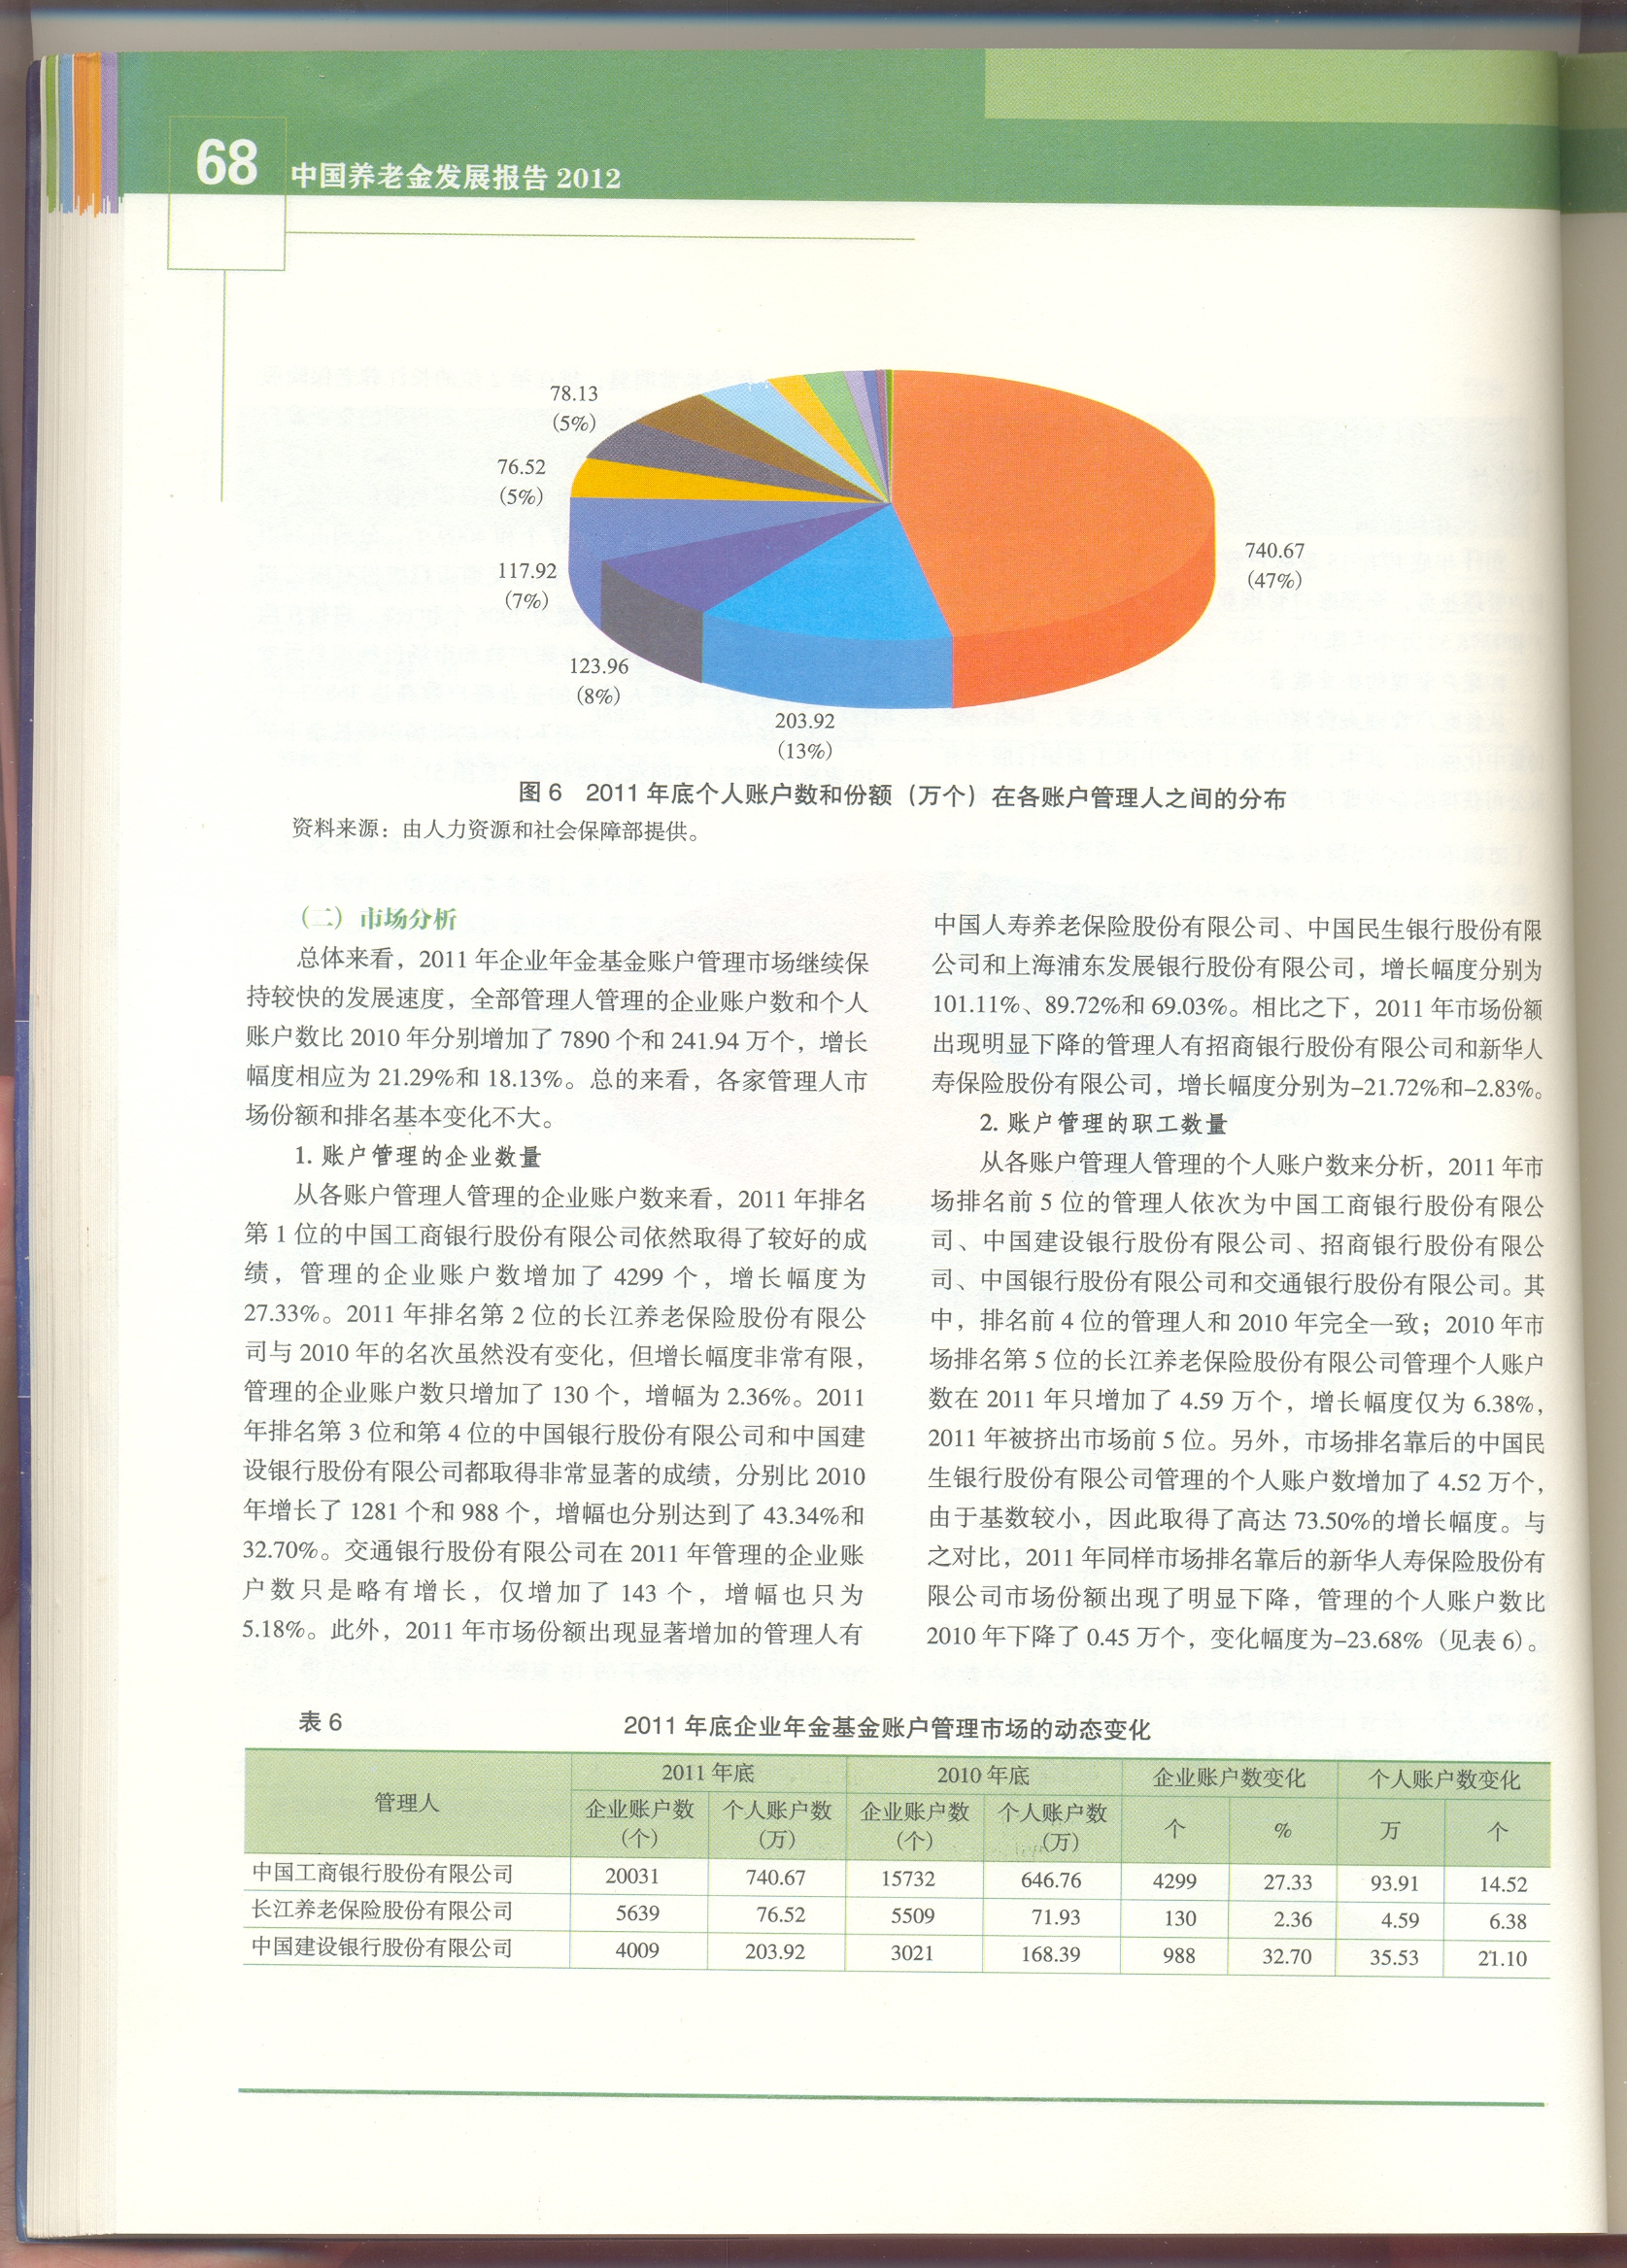 68 中国养老金发展报告 2012
78.13
(5%)
76.52
(5%)
117.92
(7%)
123.96
(8%)
203.92
(13%)
740.67
(47%)
图 6 2011 年底个人账户数和份额（万个）在各账户管理人之间的分布
资料来源：由人力资源和社会保障部提供。
（二）市场分析
总体来看，2011 年企业年金基金账户管理市场继续保
持较快的发展速度，全部管理人管理的企业账户数和个人
账户数比 2010 年分别增加了 7890 个和 241.94 万个，增长
幅度相应为 21.29%和 18.13%。总的来看，各家管理人市
场份额和排名基本变化不大。
1. 账户管理的企业数量
从各账户管理人管理的企业账户数来看，2011 年排名
第 1 位的中国工商银行股份有限公司依然取得了较好的成
绩，管理的企业账户数增加了 4299 个，增长幅度为
27.33%。2011 年排名第 2 位的长江养老保险股份有限公
司与 2010 年的名次虽然没有变化，但增长幅度非常有限，
管理的企业账户数只增加了 130 个，增幅为 2.36%。2011
年排名第 3 位和第 4 位的中国银行股份有限公司和中国建
设银行股份有限公司都取得非常显著的成绩，分别比 2010
年增长了 1281 个和 988 个，增幅也分别达到了 43.34%和
32.70%。交通银行股份有限公司在 2011 年管理的企业账
户数只是略有增长，仅增加了 143 个，增幅也只为
5.18%。此外，2011 年市场份额出现显著增加的管理人有
中国人寿养老保险股份有限公司、中国民生银行股份有限
公司和上海浦东发展银行股份有限公司，增长幅度分别为
101.11%、89.72%和 69.03%。相比之下，2011 年市场份额
出现明显下降的管理人有招商银行股份有限公司和新华人
寿保险股份有限公司，增长幅度分别为–21.72%和–2.83%。
2. 账户管理的职工数量
从各账户管理人管理的个人账户数来分析，2011 年市
场排名前 5 位的管理人依次为中国工商银行股份有限公
司、中国建设银行股份有限公司、招商银行股份有限公
司、中国银行股份有限公司和交通银行股份有限公司。其
中，排名前 4 位的管理人和 2010 年完全一致；2010 年市
场排名第 5 位的长江养老保险股份有限公司管理个人账户
数在 2011 年只增加了 4.59 万个，增长幅度仅为 6.38%，
2011 年被挤出市场前 5 位。另外，市场排名靠后的中国民
生银行股份有限公司管理的个人账户数增加了 4.52 万个，
由于基数较小，因此取得了高达 73.50%的增长幅度。与
之对比，2011 年同样市场排名靠后的新华人寿保险股份有
限公司市场份额出现了明显下降，管理的个人账户数比
2010 年下降了 0.45 万个，变化幅度为–23.68%（见表 6）。
表 6 2011 年底企业年金基金账户管理市场的动态变化
管理人 2011 年底 2010 年底 企业账户数变化 个人账户数变化
企业账户数（个） 个人账户数（万） 企业账户数（个） 个人账户数（万） 个 % 万 个
中国工商银行股份有限公司 20031 740.67 15732 646.76 4299 27.33 93.91 14.52
长江养老保险股份有限公司 5639 76.52 5509 71.93 130 2.36 4.59 6.38
中国建设银行股份有限公司 4009 203.92 3021 168.39 988 32.70 35.53 21.10